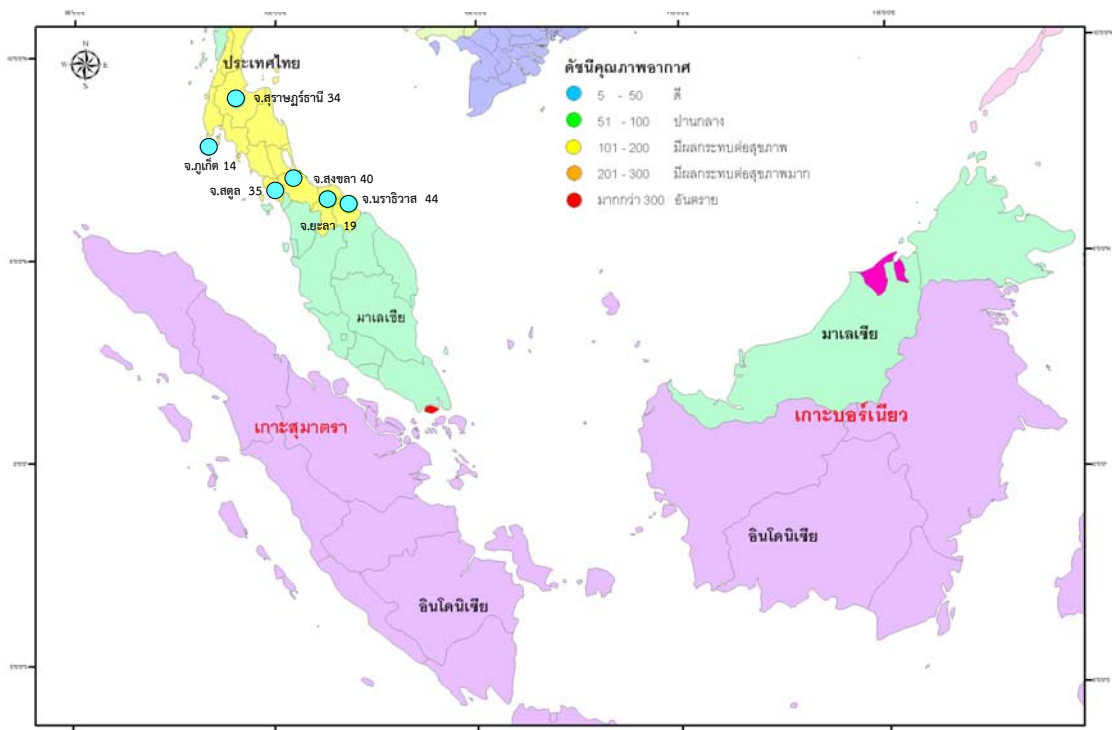 N
W E
S
ประเทศไทย
จ.สุราษฏร์ธานี 34
จ.ภูเก็ต 14
จ.สงขลา 40
จ.สตูล 35
จ.นราธิวาส 44
จ.ยะลา 19
ดัชนีคุณภาพอากาศ
5 - 50 ดี
51 - 100 ปานกลาง
101 - 200 มีผลกระทบต่อสุขภาพ
201 - 300 มีผลกระทบต่อสุขภาพมาก
มากกว่า 300 อันตราย
มาเลเซีย
มาเลเซีย
เกาะสุมาตรา
เกาะบอร์เนียว
อินโดนิเซีย
อินโดนิเซีย